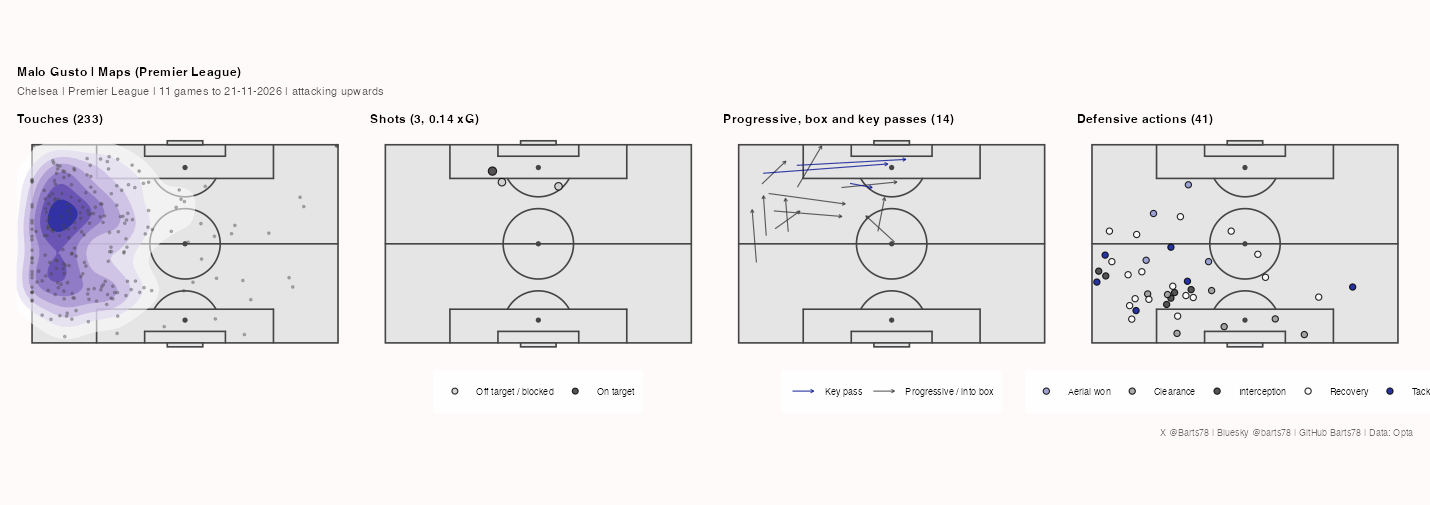 Malo Gusto | Maps (Premier League)
Chelsea | Premier League | 11 games to 21-11-2026 | attacking upwards
Touches (233)
Shots (3, 0.14 xG)
Progressive, box and key passes (14)
Defensive actions (41)
Off target / blocked
On target
Key pass
Progressive / into box
Aerial won
Clearance
Interception
Recovery
Tack
X @Barts78 | Bluesky @barts78 | GitHub Barts78 | Data: Opta